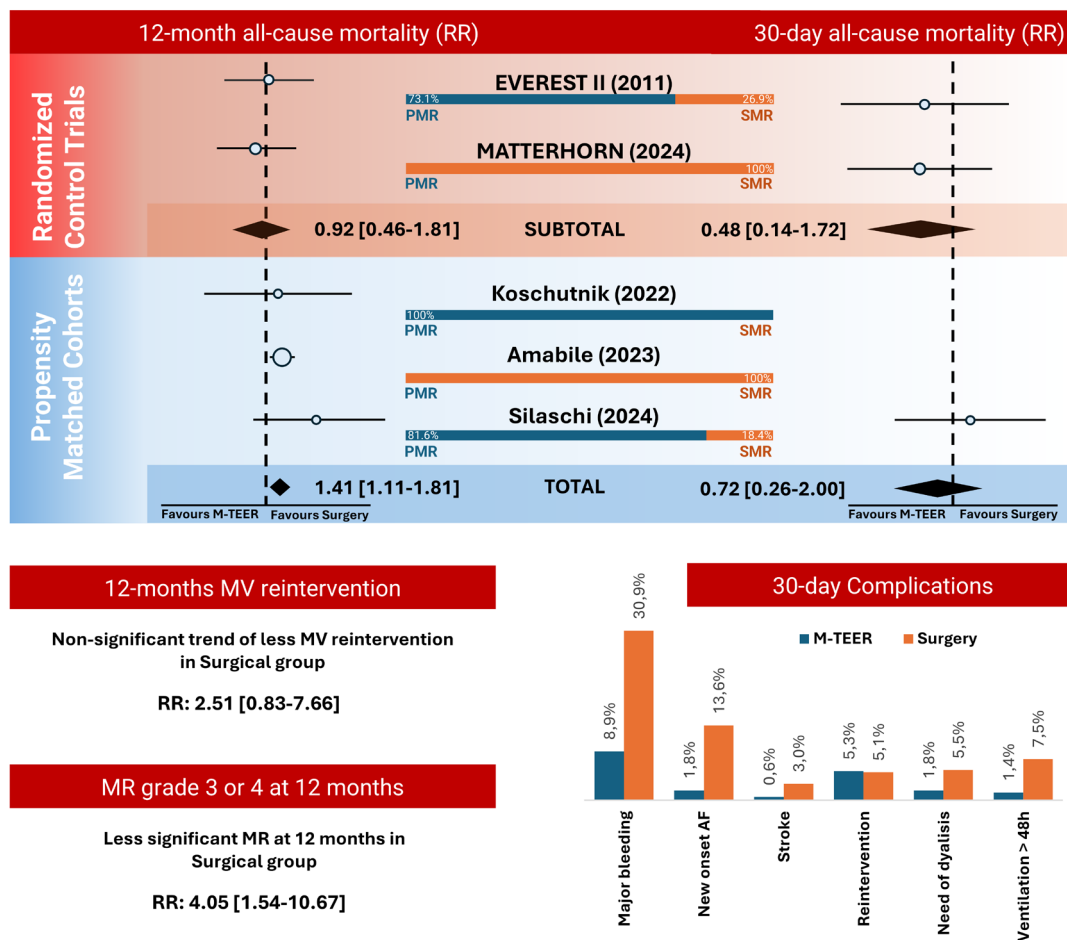 12-month all-cause mortality (RR)
30-day all-cause mortality (RR)
Randomized
Control Trials
EVEREST II (2011)
73.1%
26.9%
PMR
SMR
MATTERHORN (2024)
100%
PMR
SMR
0.92 [0.46-1.81]
SUBTOTAL
0.48 [0.14-1.72]
Propensity
Matched Cohorts
Koschutnik (2022)
100%
PMR
SMR
Amabile (2023)
100%
PMR
SMR
Silaschi (2024)
81.6%
18.4%
PMR
SMR
1.41 [1.11-1.81]
TOTAL
0.72 [0.26-2.00]
Favours M-TEER
Favours Surgery
Favours M-TEER
Favours Surgery
12-months MV reintervention
Non-significant trend of less MV reintervention
in Surgical group
RR: 2.51 [0.83-7.66]
MR grade 3 or 4 at 12 months
Less significant MR at 12 months in
Surgical group
RR: 4.05 [1.54-10.67]
30-day Complications
M-TEER
Surgery
8,9%
30,9%
1,8%
13,6%
0,6%
3,0%
5,3%
5,1%
1,8%
5,5%
1,4%
7,5%
Major bleeding
New onset AF
Stroke
Reintervention
Need of dyalisis
Ventilation > 48h